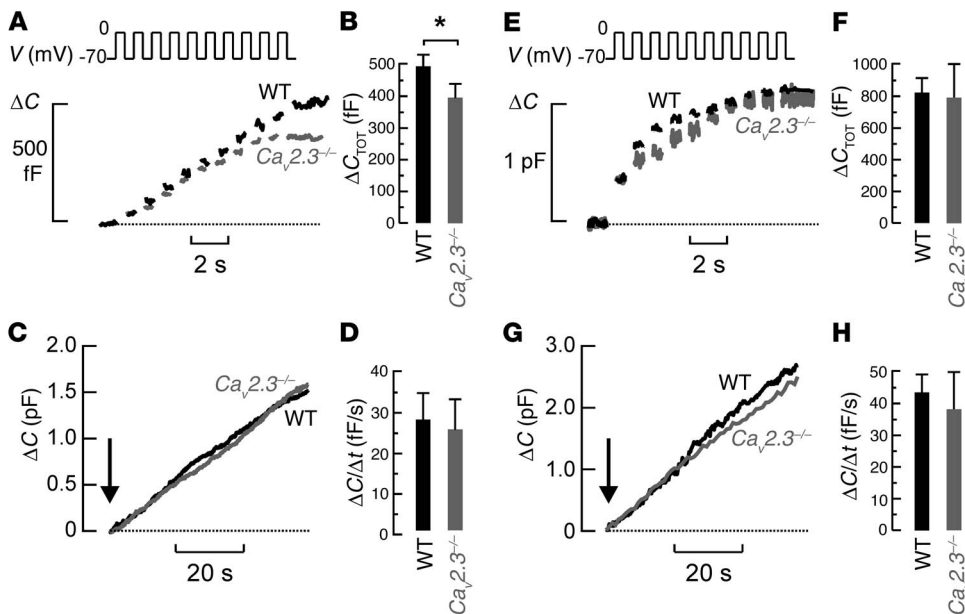 A
0
V (mV) -70
ΔC
500
fF
WT
Cav2.3–/–
2 s
B
*
500
400
300
200
100
0
ΔCTOT (fF)
WT
Cav2.3–/–
E
0
V (mV) -70
ΔC
1 pF
WT
Cav2.3–/–
2 s
F
1000
800
600
400
200
0
ΔCTOT (fF)
WT
Ca 2.3–/–
C
2.0
1.5
1.0
0.5
0
ΔC (pF)
Cav2.3–/–
WT
20 s
D
40
30
20
10
0
ΔC/Δt (fF/s)
WT
Cav2.3–/–
G
3.0
2.0
1.0
0
ΔC (pF)
WT
Cav2.3–/–
20 s
H
50
40
30
20
10
0
ΔC/Δt (fF/s)
WT
Ca 2.3–/–